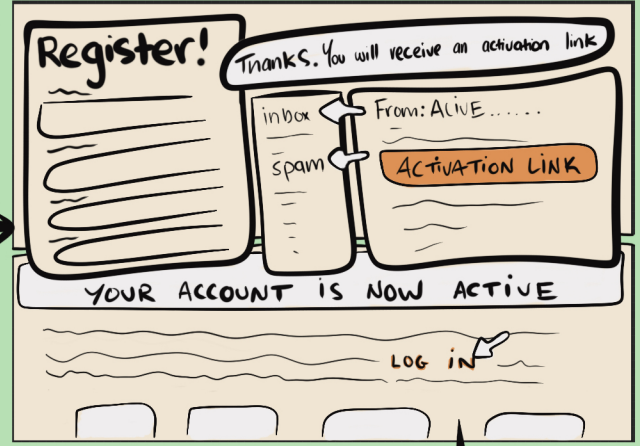 Register!
Thanks. You will receive an activation link
inbox
spam
From: ALiVE......
ACTiVATiON LiNK
YOUR ACCOUNT iS NOW ACTiVE
LOG iN